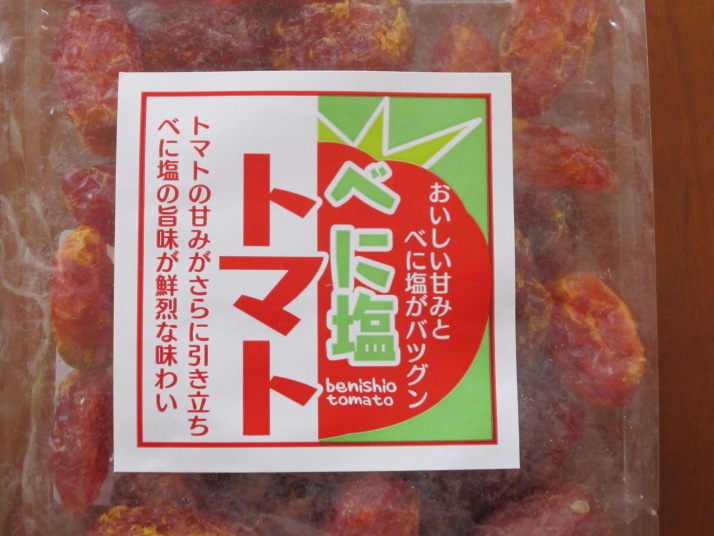 おいしい甘みと
べに塩がバツグン
べに塩
benishio
tomato
トマト
トマトの甘みがさらに引き立ち
べに塩の旨味が鮮烈な味わい